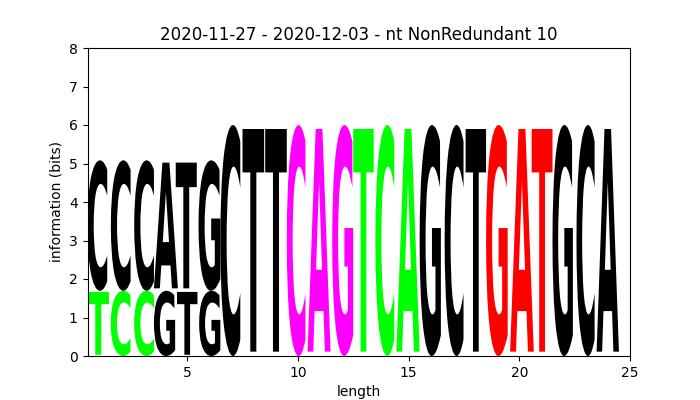 2020-11-27 - 2020-12-03 - nt NonRedundant 10
8
7
6
5
4
3
2
1
0
information (bits)
CCCATGCTTCAGTCAGCTGATGCA
TCCGTG
5 10 15 20 25
length